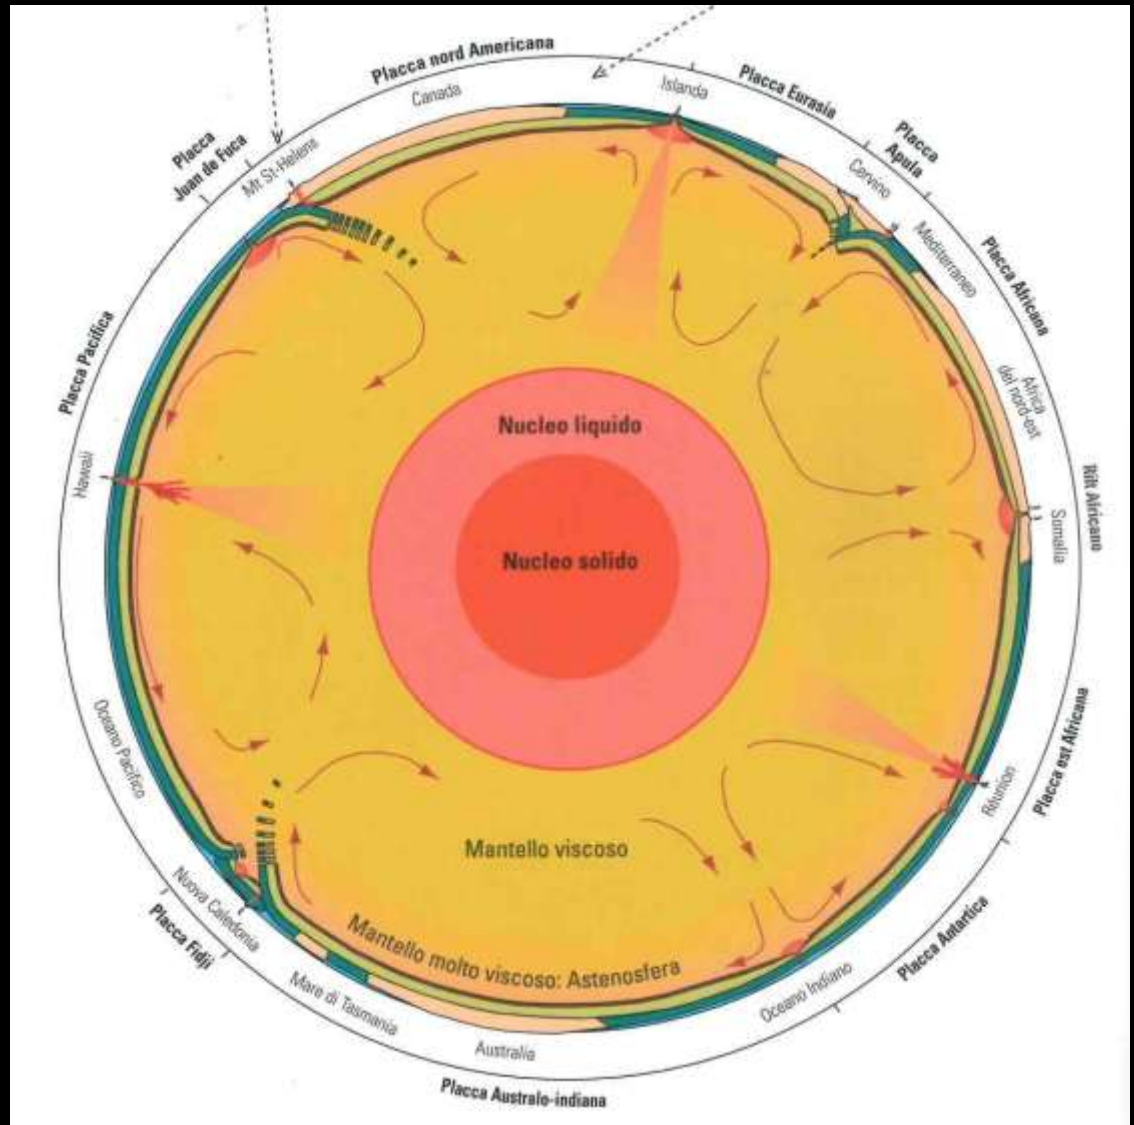 Placca nord Americana
Canada
Islanda
Placca Eurasia
Placca
Apula
Cervino
Mediterraneo
Placca Africana
Africa
del nord-est
Rift Africano
Somalia
Placca est Africana
Réunion
Placca Antartica
Oceano Indiano
Placca Australo-indiana
Australia
Mare di Tasmania
Placca Fidji
Nuova Caledonia
Oceano Pacifico
Hawaii
Placca Pacifica
Placca
Juan de Fuca
Mt St-Helens
Nucleo liquido
Nucleo solido
Mantello viscoso
Mantello molto viscoso: Astenosfera